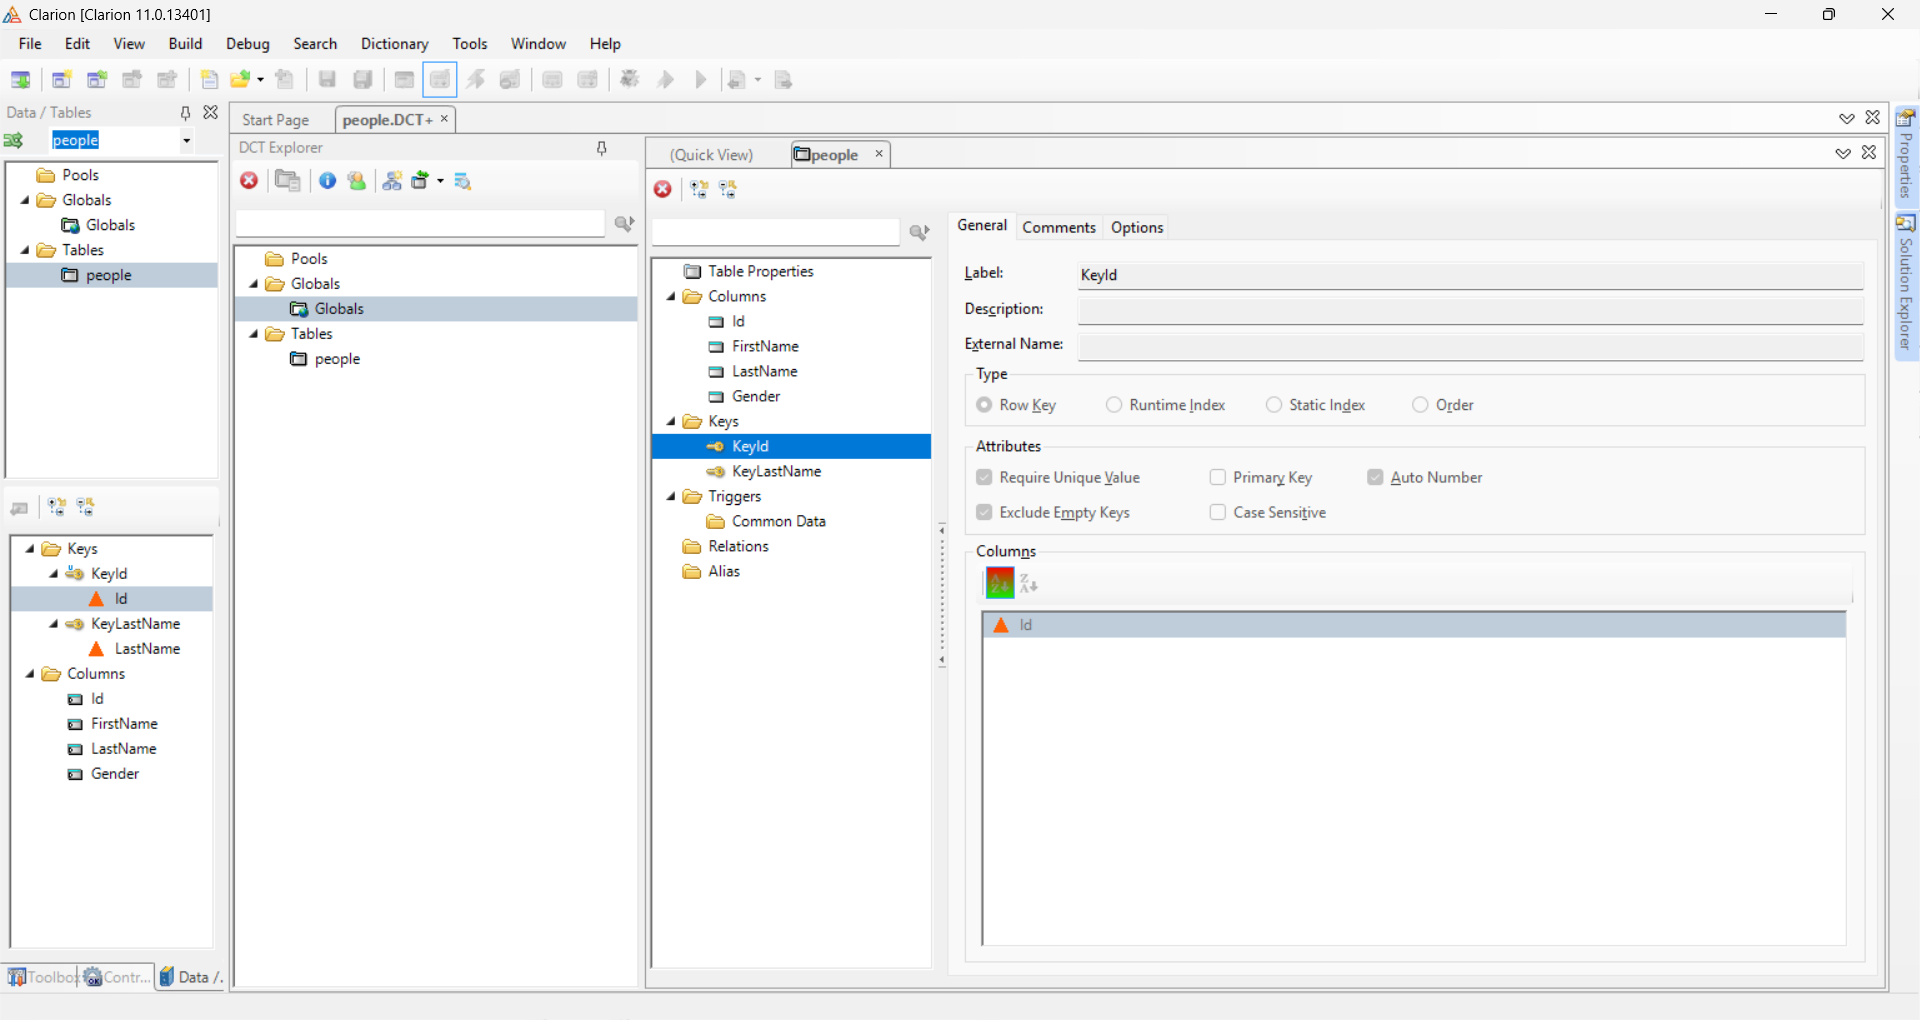 Clarion [Clarion 11.0.13401]
File Edit View Build Debug Search Dictionary Tools Window Help
Data / Tables
people
Pools
Globals
Globals
Tables
people
Keys
KeyId
Id
KeyLastName
LastName
Columns
Id
FirstName
LastName
Gender
Toolbox Contr... Data /.
Start Page people.DCT+
DCT Explorer
Pools
Globals
Globals
Tables
people
(Quick View) people
Table Properties
Columns
Id
FirstName
LastName
Gender
Keys
KeyId
KeyLastName
Triggers
Common Data
Relations
Alias
General Comments Options
Label: KeyId
Description:
External Name:
Type
Row Key Runtime Index Static Index Order
Attributes
Require Unique Value Primary Key Auto Number
Exclude Empty Keys Case Sensitive
Columns
Id
Properties
Solution Explorer